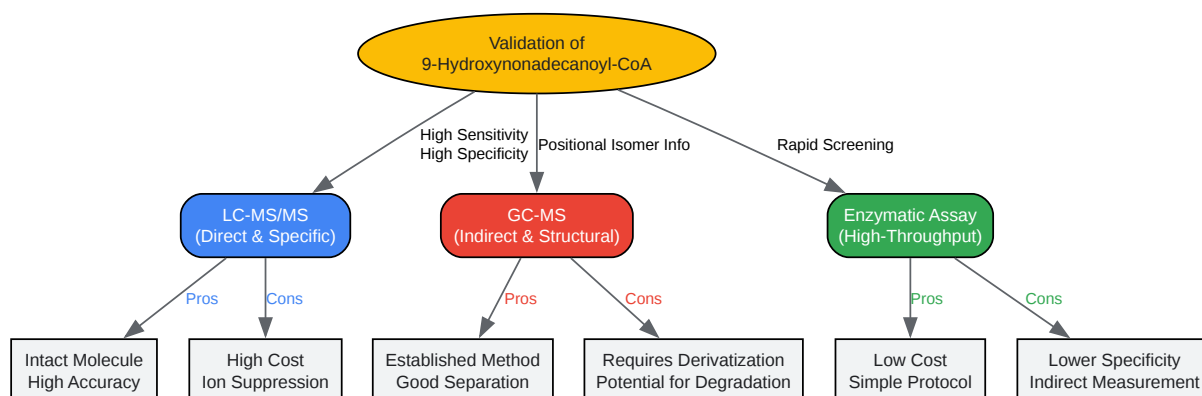 Validation of
9-Hydroxynonadecanoyl-CoA
High Sensitivity
High Specificity
Positional Isomer Info
Rapid Screening
LC-MS/MS
(Direct & Specific)
GC-MS
(Indirect & Structural)
Enzymatic Assay
(High-Throughput)
Pros
Cons
Pros
Cons
Pros
Cons
Intact Molecule
High Accuracy
High Cost
Ion Suppression
Established Method
Good Separation
Requires Derivatization
Potential for Degradation
Low Cost
Simple Protocol
Lower Specificity
Indirect Measurement